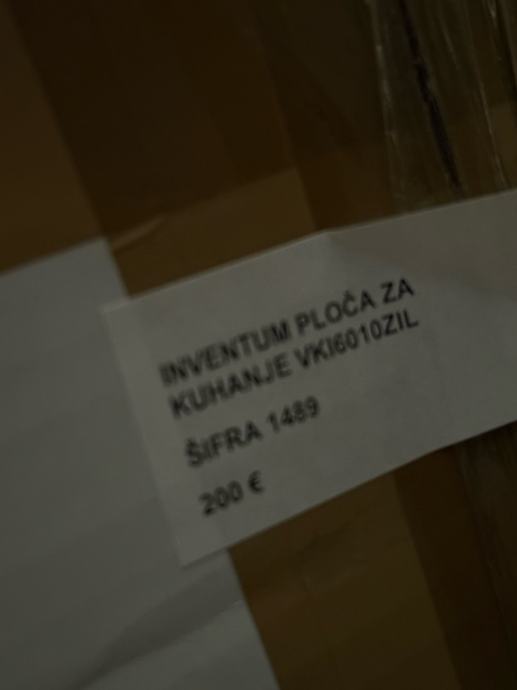 INVENTUM PLOČA ZA
KUHANJE VKI6010ZIL
ŠIFRA 1489
200 €